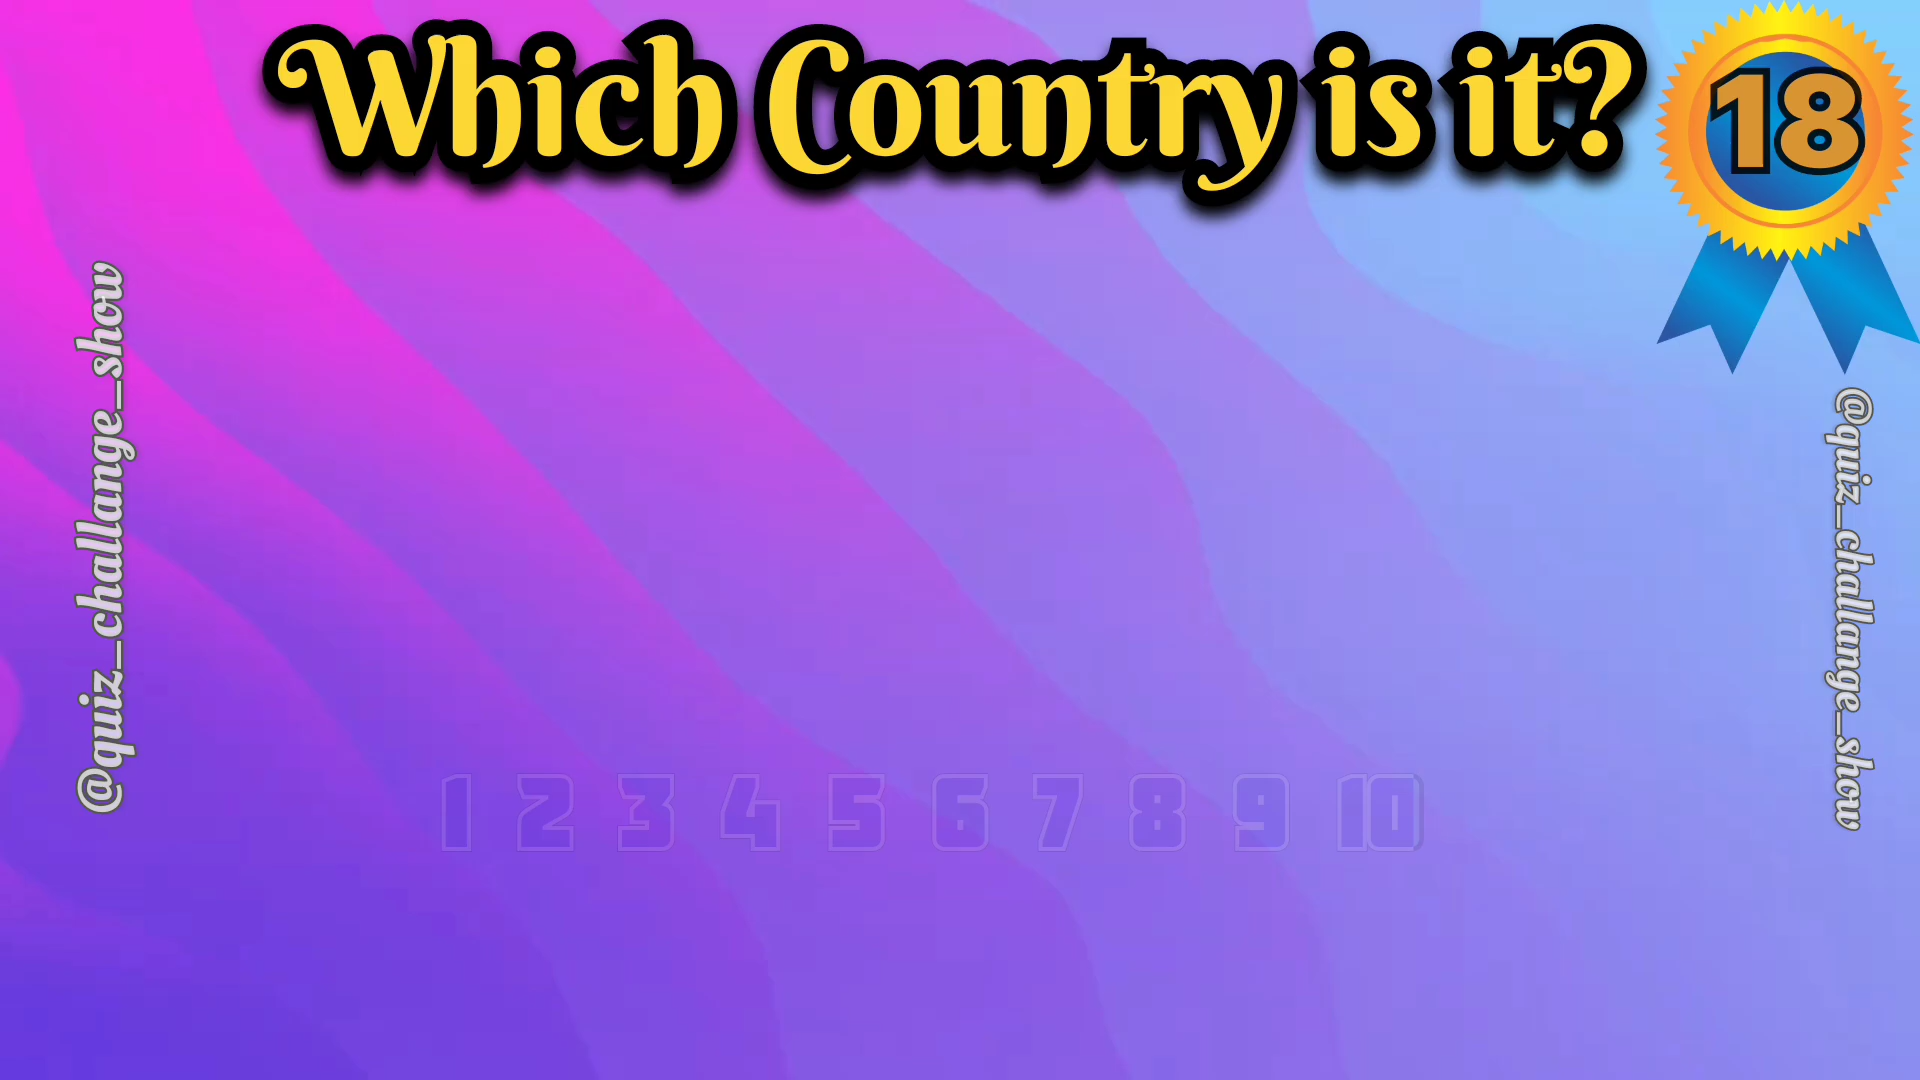 Which Country is it?
18
@quiz_challange_show
@quiz_challange_show
1 2 3 4 5 6 7 8 9 10